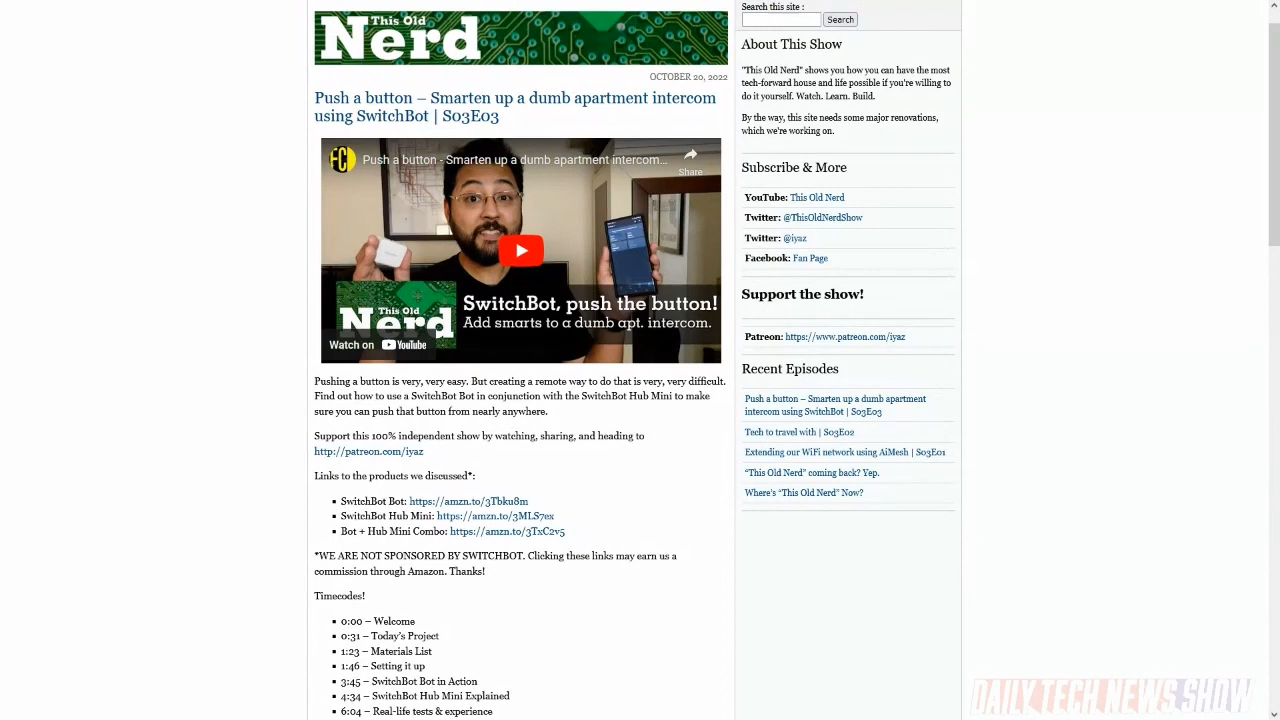 This Old
Nerd
OCTOBER 20, 2022
Push a button – Smarten up a dumb apartment intercom
using SwitchBot | S03E03
FCL
Push a button - Smarten up a dumb apartment intercom...
Share
This Old
Nerd
SwitchBot, push the button!
Add smarts to a dumb apt. intercom.
Watch on YouTube
Pushing a button is very, very easy. But creating a remote way to do that is very, very difficult.
Find out how to use a SwitchBot Bot in conjunction with the SwitchBot Hub Mini to make
sure you can push that button from nearly anywhere.
Support this 100% independent show by watching, sharing, and heading to
http://patreon.com/iyaz
Links to the products we discussed*:
▪ SwitchBot Bot: https://amzn.to/3Tbku8m
▪ SwitchBot Hub Mini: https://amzn.to/3MLS7ex
▪ Bot + Hub Mini Combo: https://amzn.to/3TxC2v5
*WE ARE NOT SPONSORED BY SWITCHBOT. Clicking these links may earn us a
commission through Amazon. Thanks!
Timecodes!
▪ 0:00 – Welcome
▪ 0:31 – Today's Project
▪ 1:23 – Materials List
▪ 1:46 – Setting it up
▪ 3:45 – SwitchBot Bot in Action
▪ 4:34 – SwitchBot Hub Mini Explained
▪ 6:04 – Real-life tests & experience
Search this site :
Search
About This Show
"This Old Nerd" shows you how you can have the most
tech-forward house and life possible if you're willing to
do it yourself. Watch. Learn. Build.
By the way, this site needs some major renovations,
which we're working on.
Subscribe & More
YouTube: This Old Nerd
Twitter: @ThisOldNerdShow
Twitter: @iyaz
Facebook: Fan Page
Support the show!
Patreon: https://www.patreon.com/iyaz
Recent Episodes
Push a button – Smarten up a dumb apartment
intercom using SwitchBot | S03E03
Tech to travel with | S03E02
Extending our WiFi network using AiMesh | S03E01
"This Old Nerd" coming back? Yep.
Where's "This Old Nerd" Now?
DAILY TECH NEWS SHOW